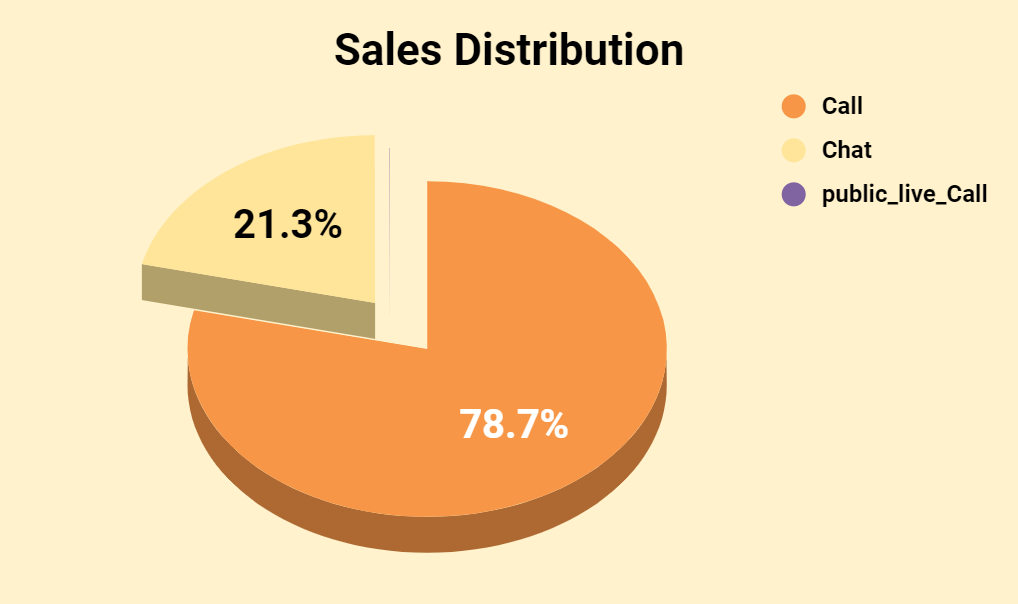 Sales Distribution
Call
Chat
public_live_Call
21.3%
78.7%